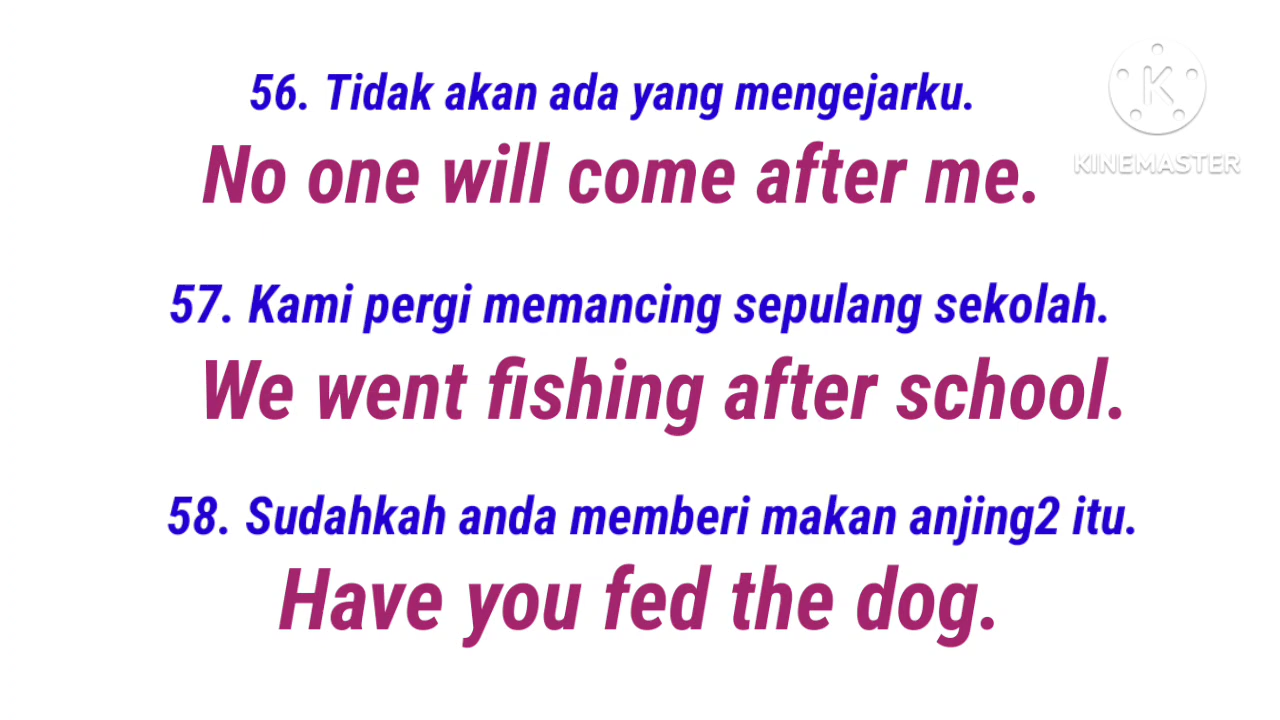 56. Tidak akan ada yang mengejarku.
No one will come after me.
KINEMASTER
57. Kami pergi memancing sepulang sekolah.
We went fishing after school.
58. Sudahkah anda memberi makan anjing2 itu.
Have you fed the dog.